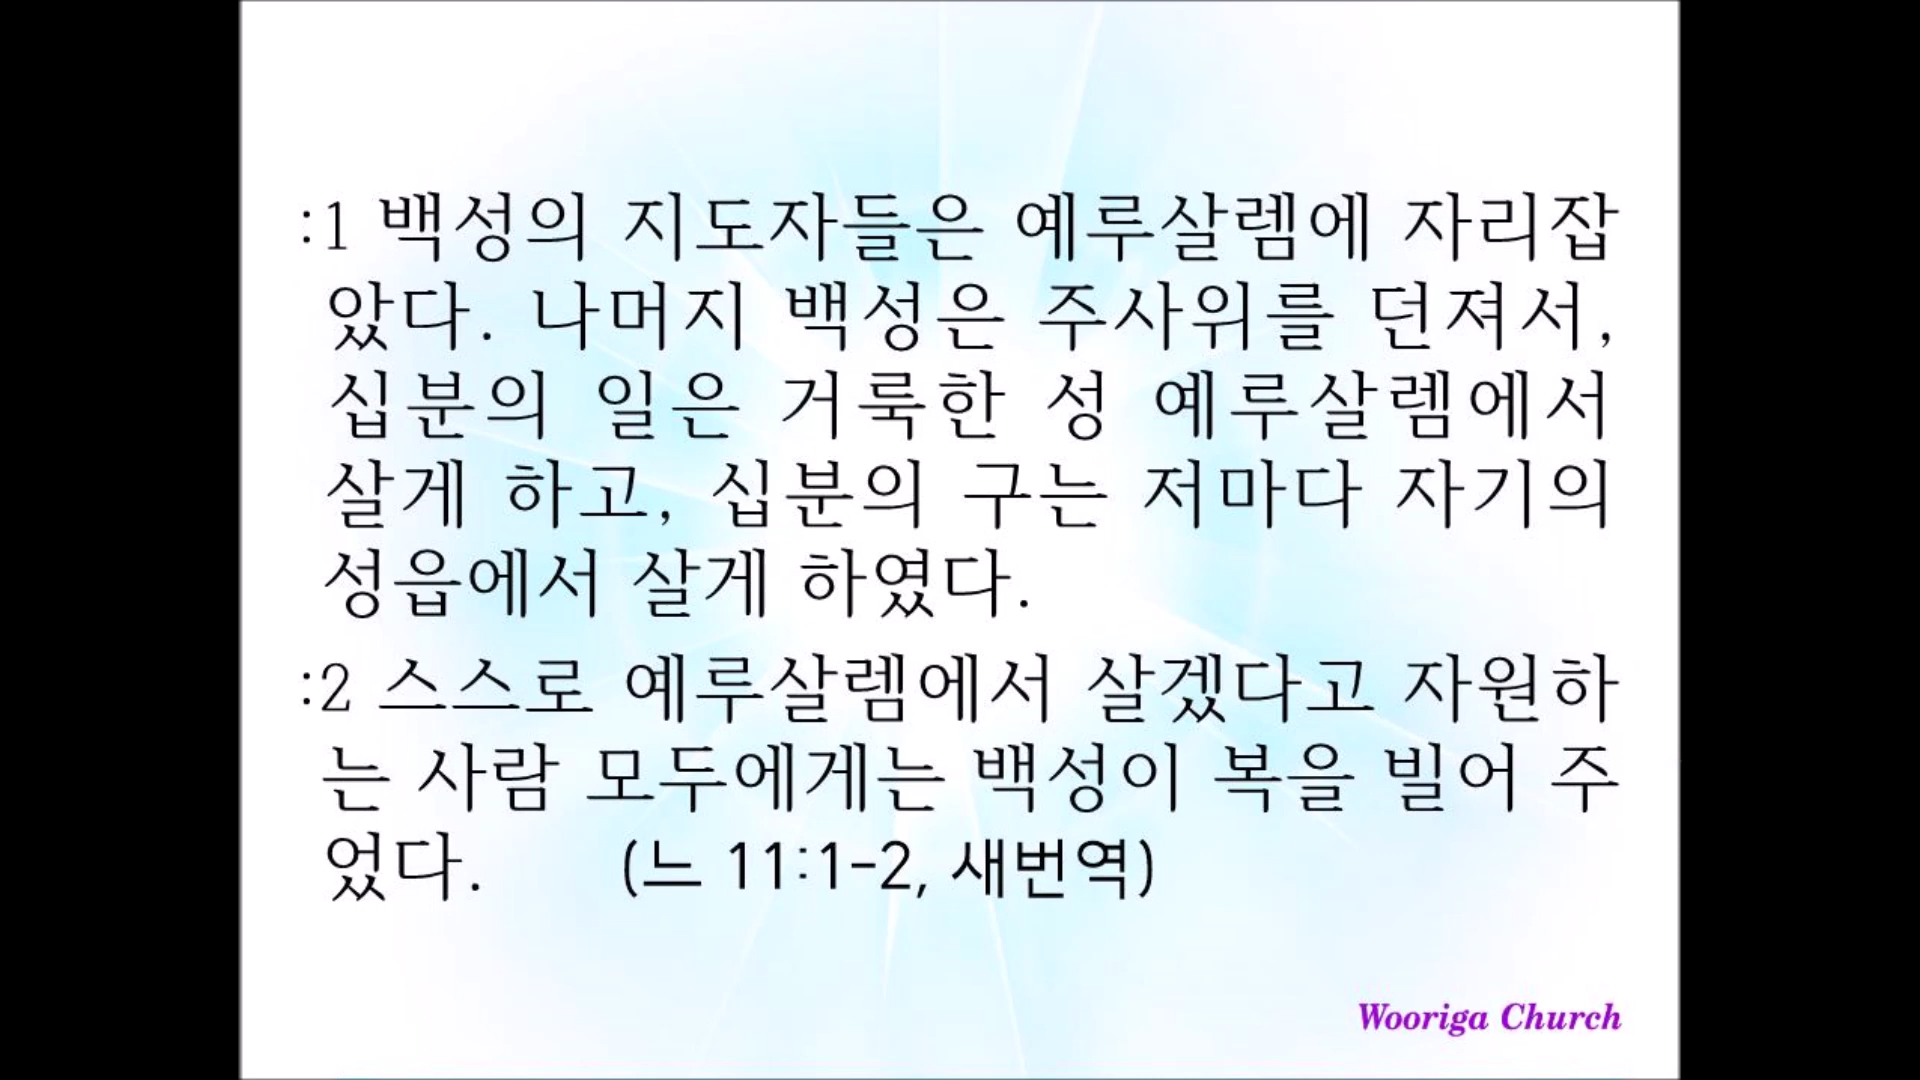 :1 백성의 지도자들은 예루살렘에 자리잡
았다. 나머지 백성은 주사위를 던져서,
십분의 일은 거룩한 성 예루살렘에서
살게 하고, 십분의 구는 저마다 자기의
성읍에서 살게 하였다.
:2 스스로 예루살렘에서 살겠다고 자원하
는 사람 모두에게는 백성이 복을 빌어 주
었다. (느 11:1-2, 새번역)
Wooriga Church